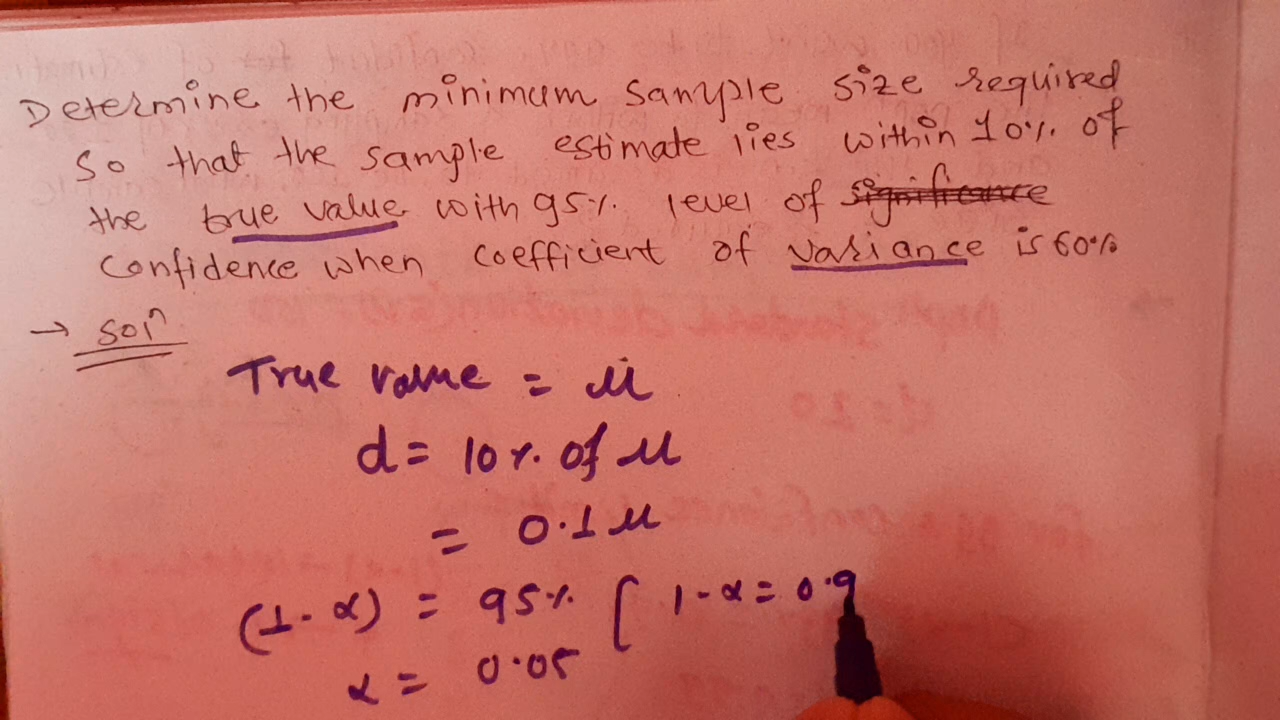 Determine the minimum sample size required
So that the sample estimate lies within 10% of
the true value with 95% level of significance
Confidence when coefficient of variance is 60%
→ solⁿ
True value = μ
d = 10% of μ
= 0.1 μ
(1-α) = 95% [ 1-α = 0.9
α = 0.05